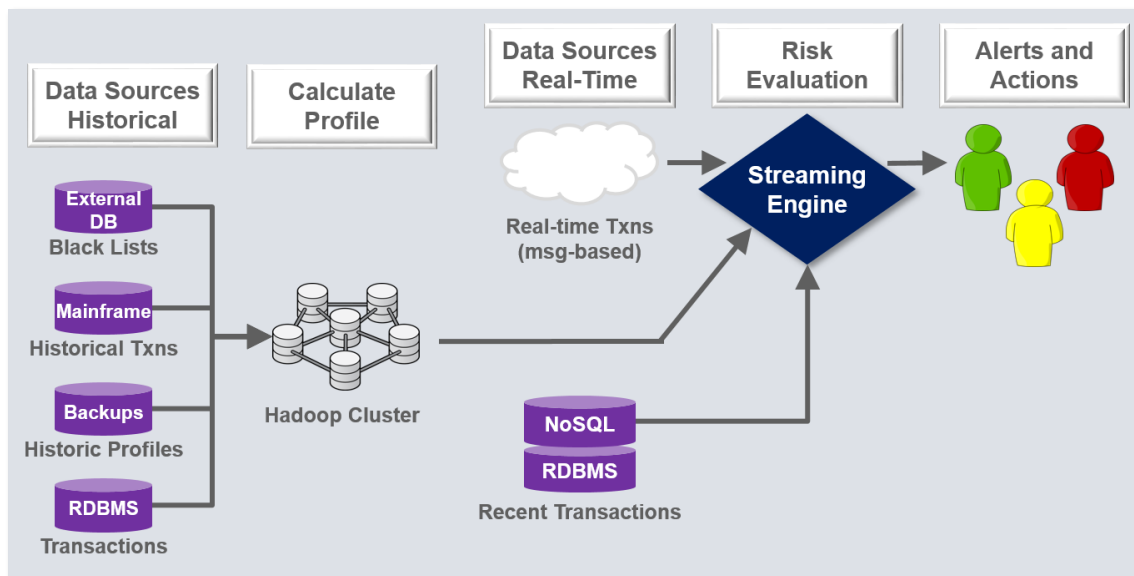 Data Sources
Historical
Calculate
Profile
Data Sources
Real-Time
Risk
Evaluation
Alerts and
Actions
External
DB
Black Lists
Mainframe
Historical Txns
Backups
Historic Profiles
RDBMS
Transactions
Hadoop Cluster
Real-time Txns
(msg-based)
Streaming
Engine
NoSQL
RDBMS
Recent Transactions